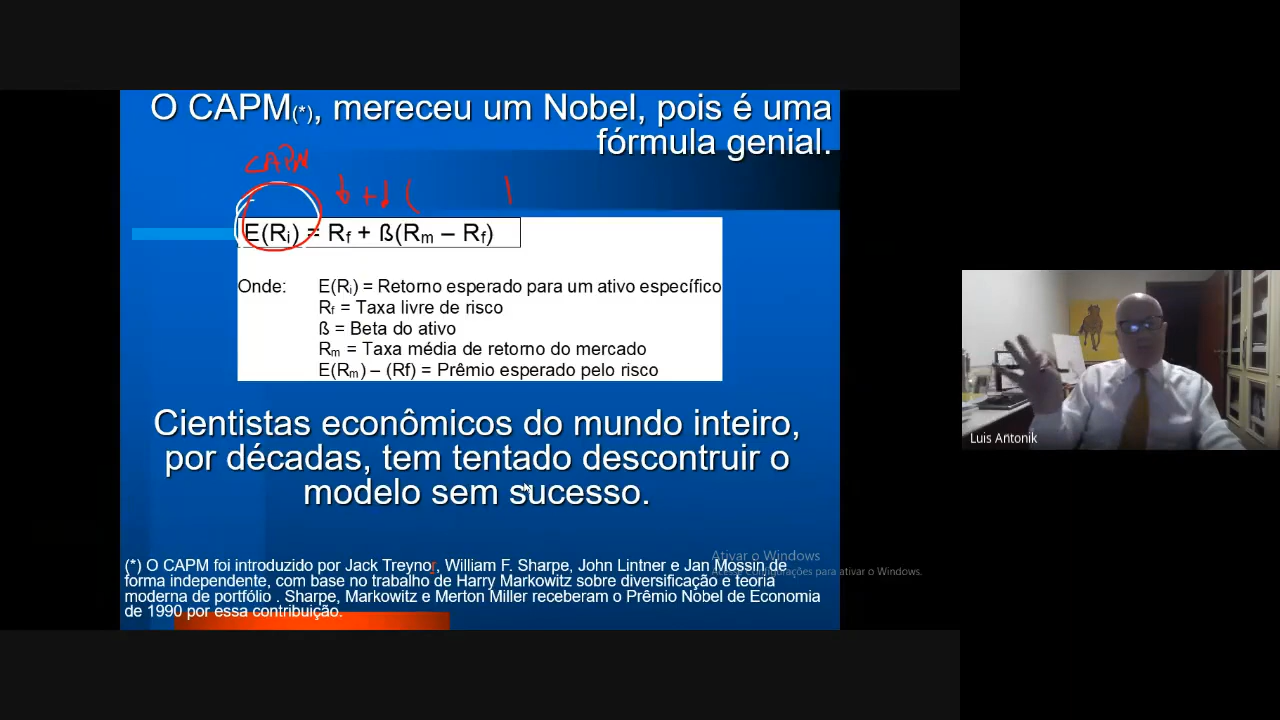 O CAPM(*), mereceu um Nobel, pois é uma
fórmula genial.
CAPM
E(Ri) = Rf + ß(Rm – Rf)
Onde: E(Ri) = Retorno esperado para um ativo específico
Rf = Taxa livre de risco
ß = Beta do ativo
Rm = Taxa média de retorno do mercado
E(Rm) – (Rf) = Prêmio esperado pelo risco
Cientistas econômicos do mundo inteiro,
por décadas, tem tentado descontruir o
modelo sem sucesso.
(*) O CAPM foi introduzido por Jack Treynor, William F. Sharpe, John Lintner e Jan Mossin de
forma independente, com base no trabalho de Harry Markowitz sobre diversificação e teoria
moderna de portfólio . Sharpe, Markowitz e Merton Miller receberam o Prêmio Nobel de Economia
de 1990 por essa contribuição.
Ativar o Windows
Acesse Configurações para ativar o Windows.
Luis Antonik